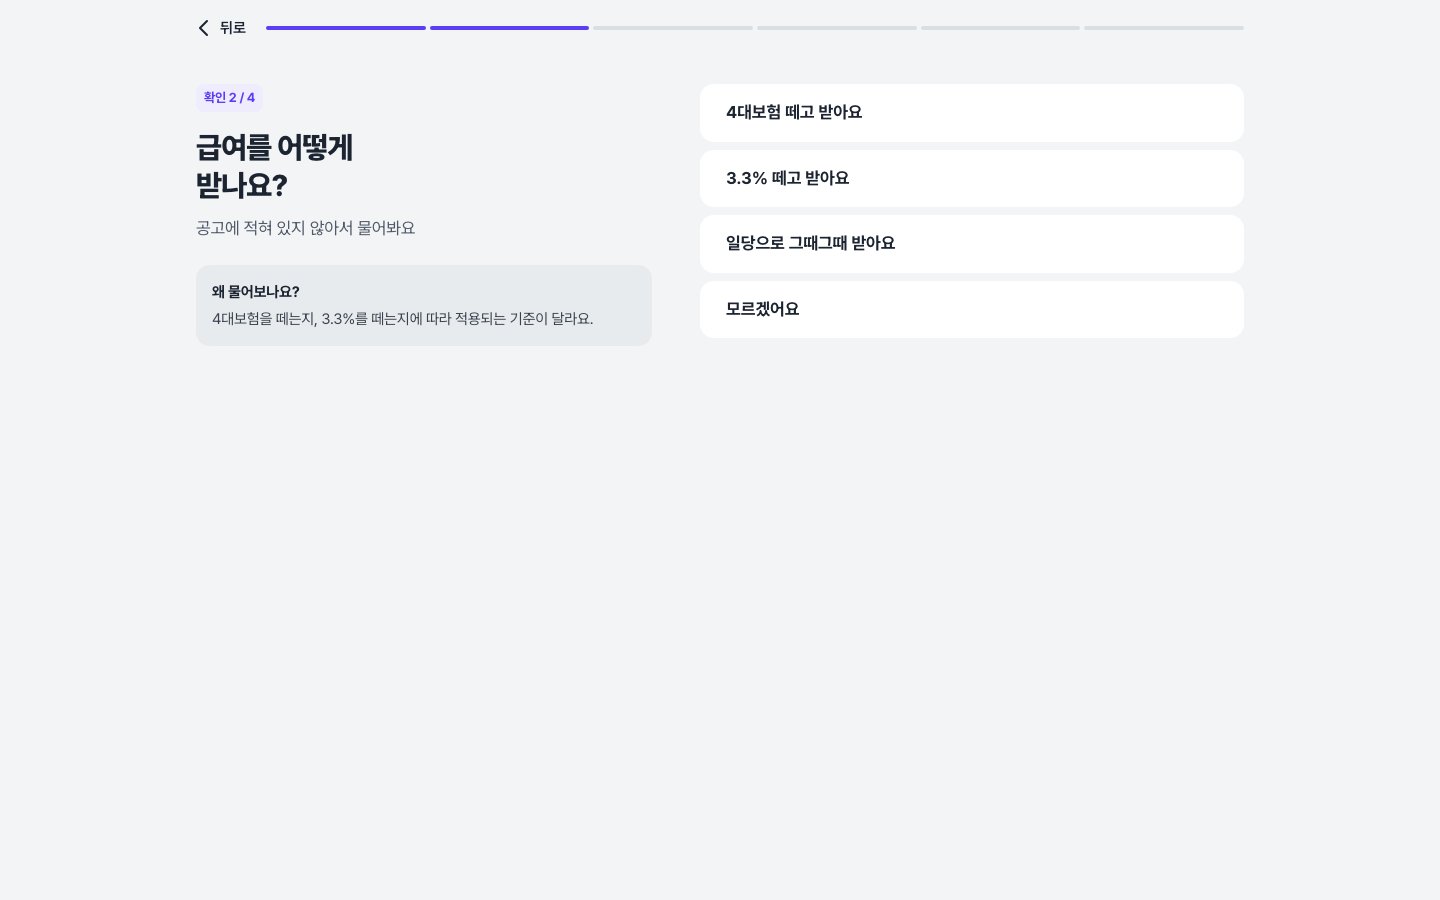 뒤로
확인 2 / 4
급여를 어떻게
받나요?
공고에 적혀 있지 않아서 물어봐요
왜 물어보나요?
4대보험을 떼는지, 3.3%를 떼는지에 따라 적용되는 기준이 달라요.
4대보험 떼고 받아요
3.3% 떼고 받아요
일당으로 그때그때 받아요
모르겠어요